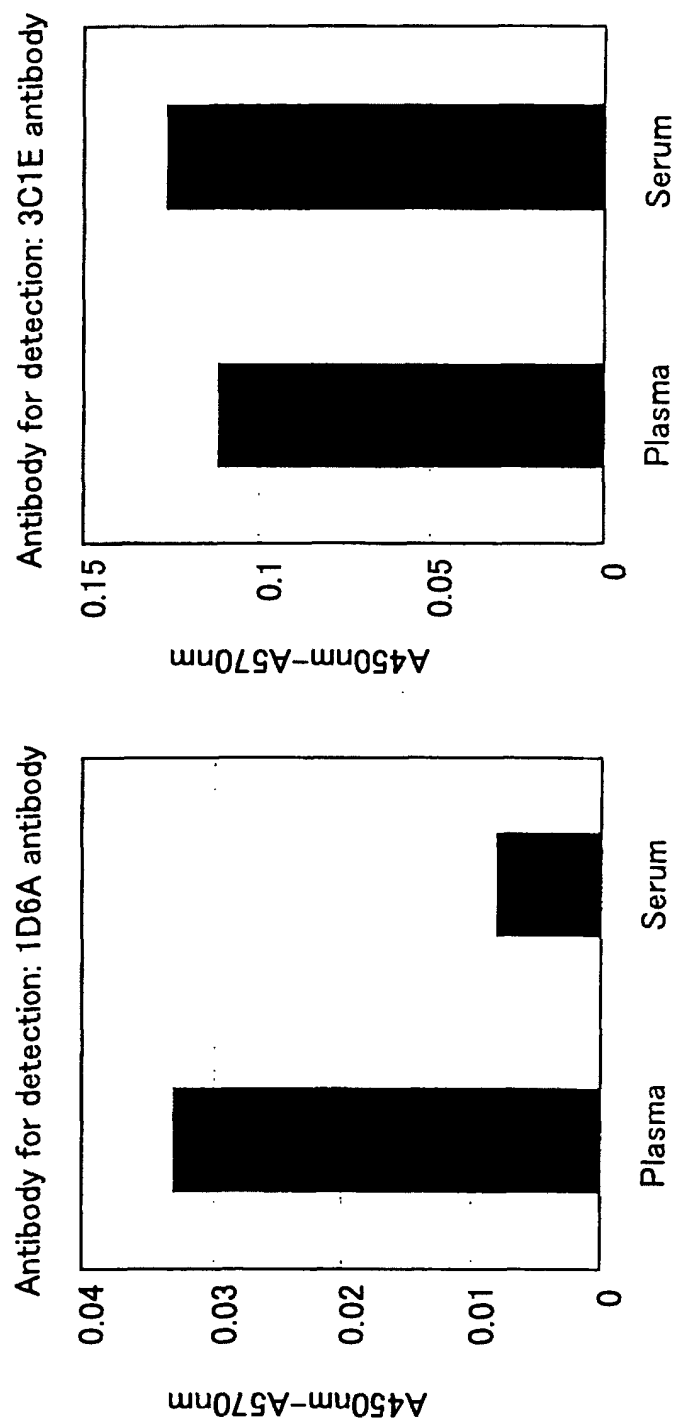 Antibody for detection: 1D6A antibody
A450nm-A570nm
0.04
0.03
0.02
0.01
0
Plasma
Serum
Antibody for detection: 3C1E antibody
A450nm-A570nm
0.15
0.1
0.05
0
Plasma
Serum